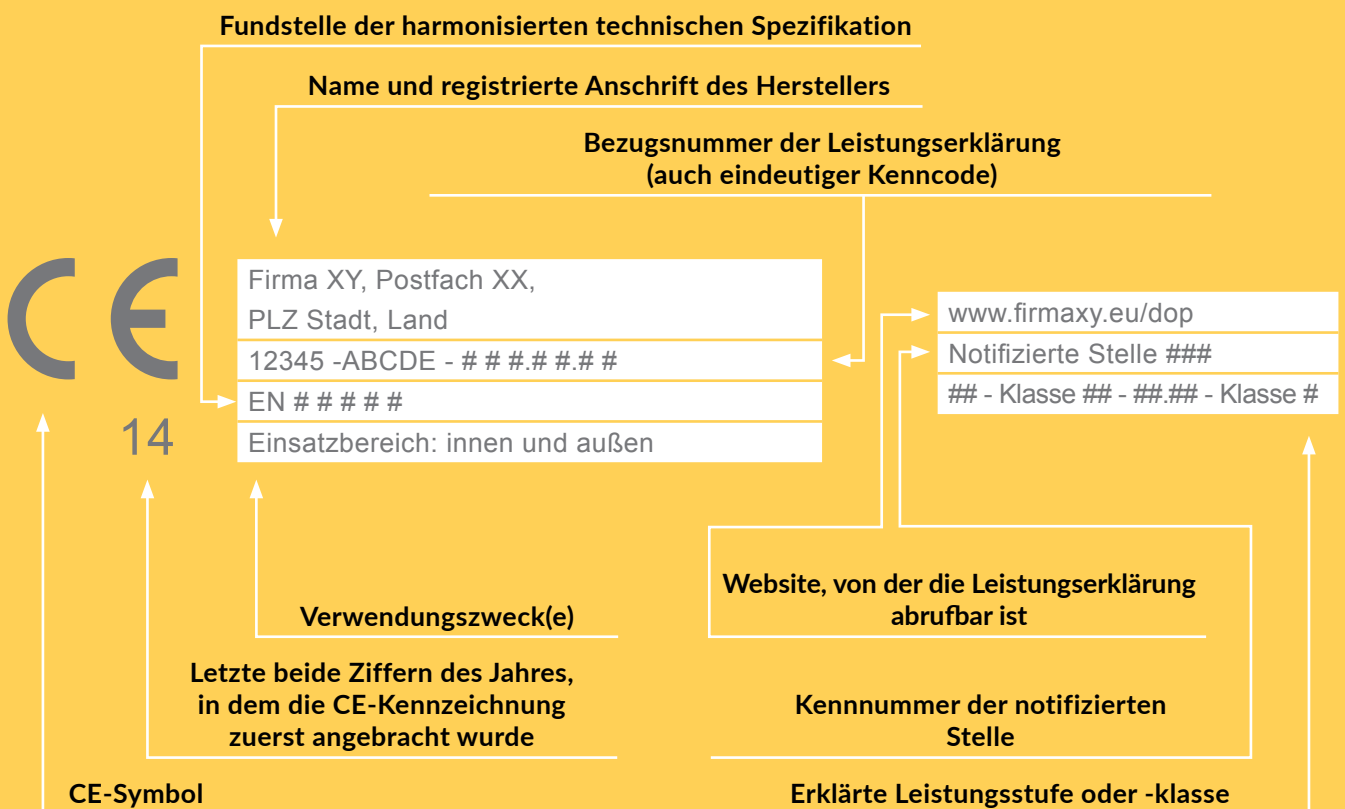 Fundstelle der harmonisierten technischen Spezifikation
Name und registrierte Anschrift des Herstellers
Bezugsnummer der Leistungserklärung
(auch eindeutiger Kenncode)
CE
14
Firma XY, Postfach XX,
PLZ Stadt, Land
12345 -ABCDE - # # #.# #.# #
EN # # # # #
Einsatzbereich: innen und außen
www.firmaxy.eu/dop
Notifizierte Stelle ###
## - Klasse ## - ##.## - Klasse #
Verwendungszweck(e)
Letzte beide Ziffern des Jahres,
in dem die CE-Kennzeichnung
zuerst angebracht wurde
CE-Symbol
Website, von der die Leistungserklärung
abrufbar ist
Kennnummer der notifizierten
Stelle
Erklärte Leistungsstufe oder -klasse